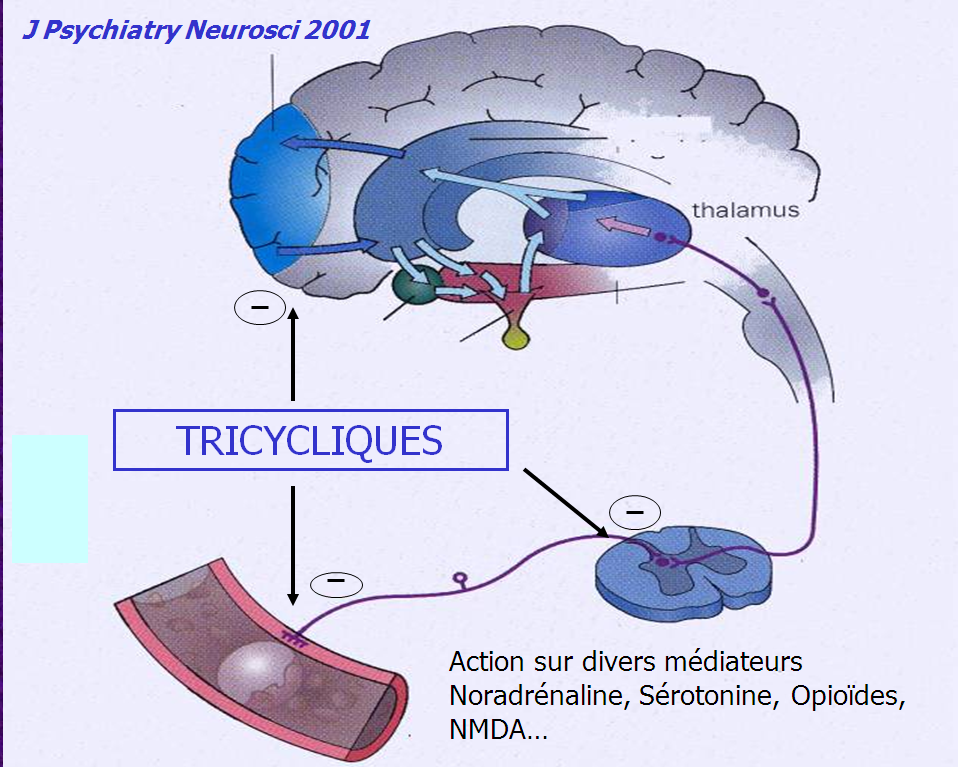 J Psychiatry Neurosci 2001
thalamus
−
TRICYCLIQUES
−
−
Action sur divers médiateurs
Noradrénaline, Sérotonine, Opioïdes,
NMDA...